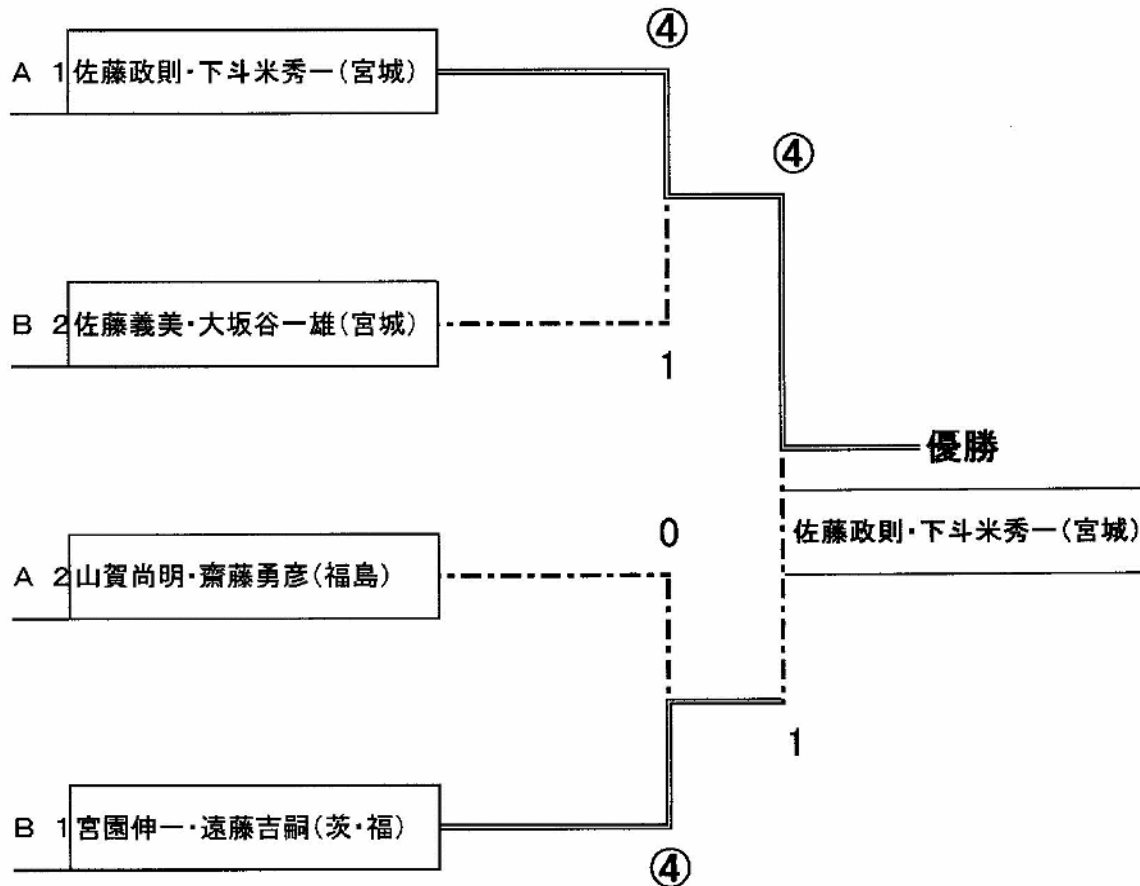 ④
A 1 佐藤政則・下斗米秀一(宮城)
④
B 2 佐藤義美・大坂谷一雄(宮城)
1
優勝
0
佐藤政則・下斗米秀一(宮城)
A 2 山賀尚明・齋藤勇彦(福島)
1
B 1 宮園伸一・遠藤吉嗣(茨・福)
④